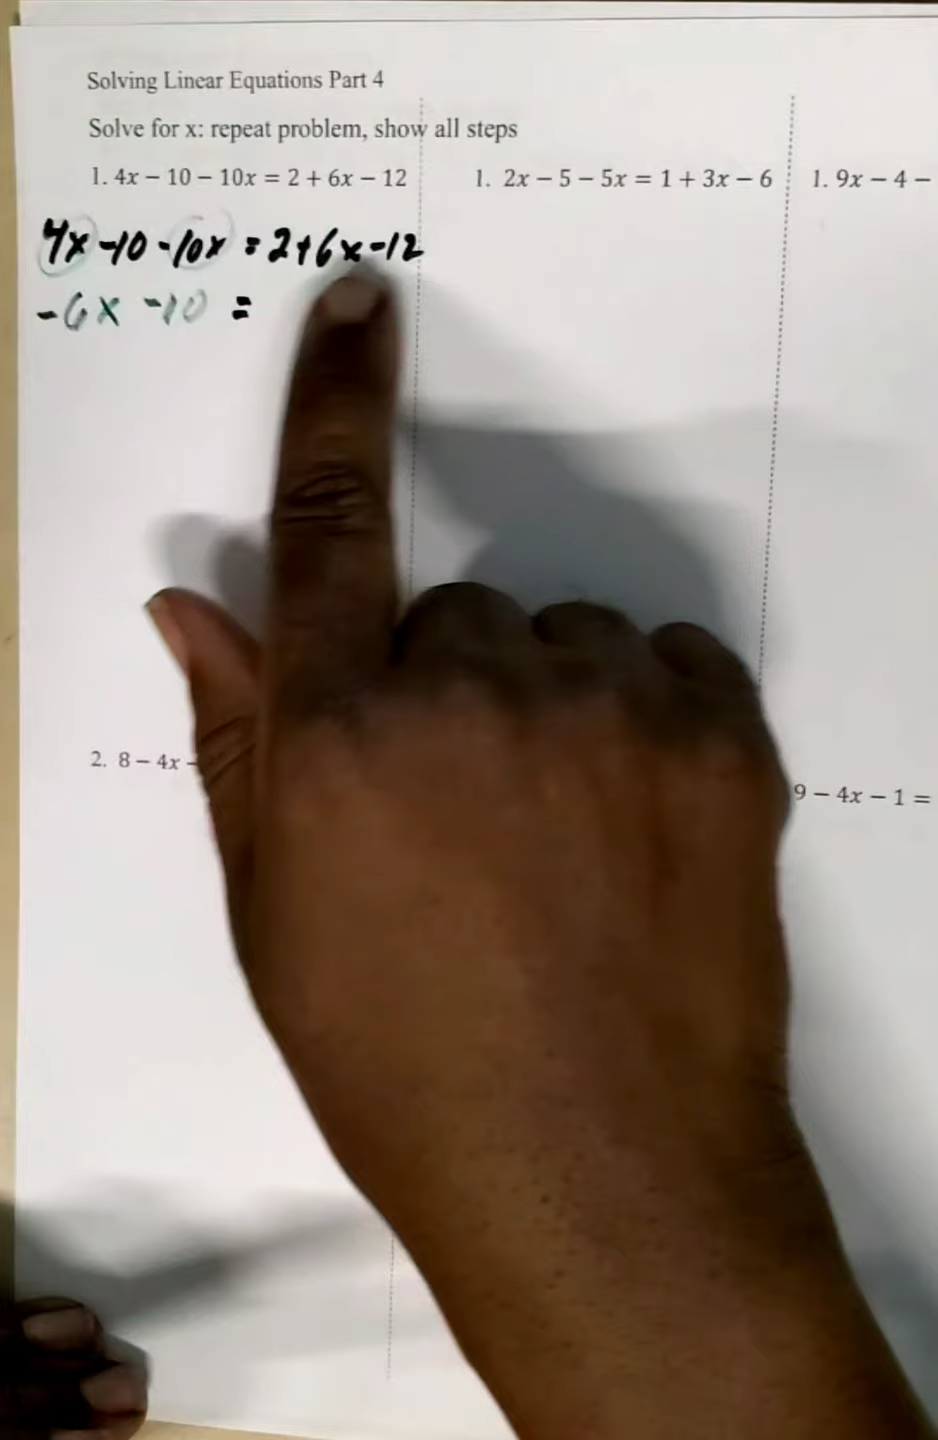 Solving Linear Equations Part 4
Solve for x: repeat problem, show all steps
1. 4x − 10 − 10x = 2 + 6x − 12
1. 2x − 5 − 5x = 1 + 3x − 6
1. 9x − 4 −
4x -10 -10x = 2+6x-12
-6x -10 =
2. 8 − 4x -
9 − 4x − 1 =